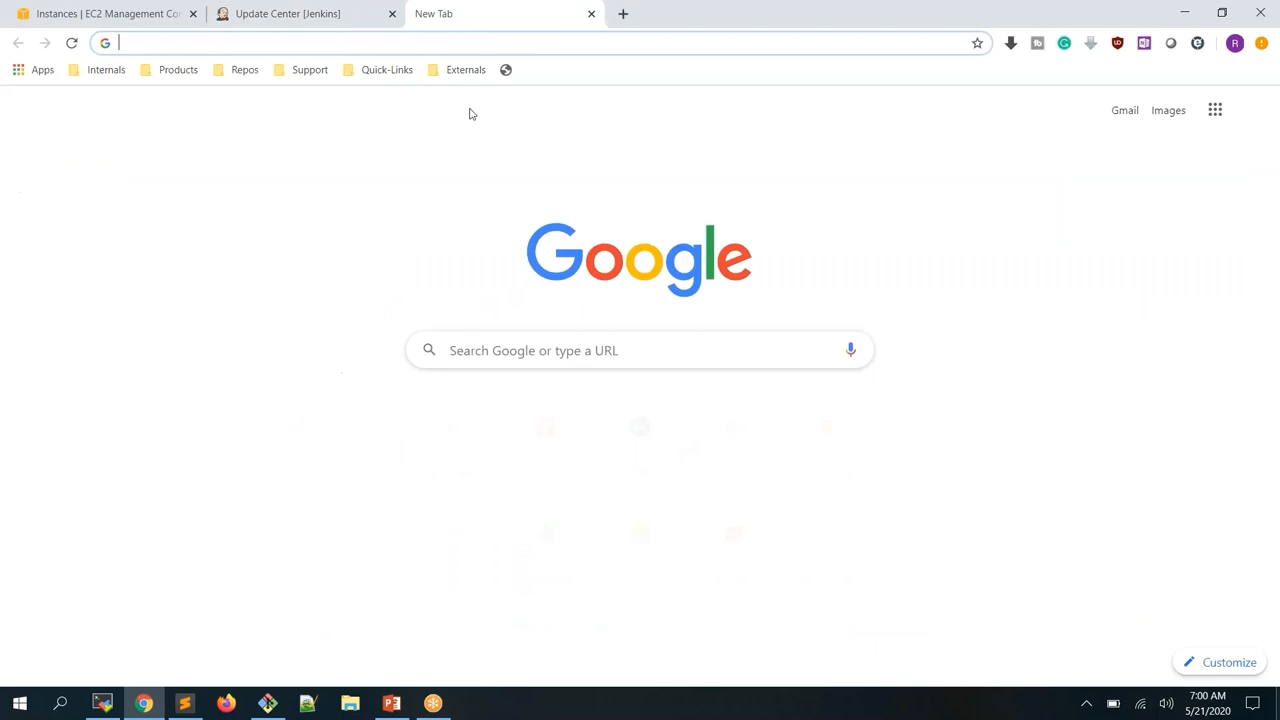 Instances | EC2 Management Con
Update Center [Jenkins]
New Tab
Apps
Internals
Products
Repos
Support
Quick-Links
Externals
R
Gmail
Images
Google
Search Google or type a URL
Customize
7:00 AM
5/21/2020